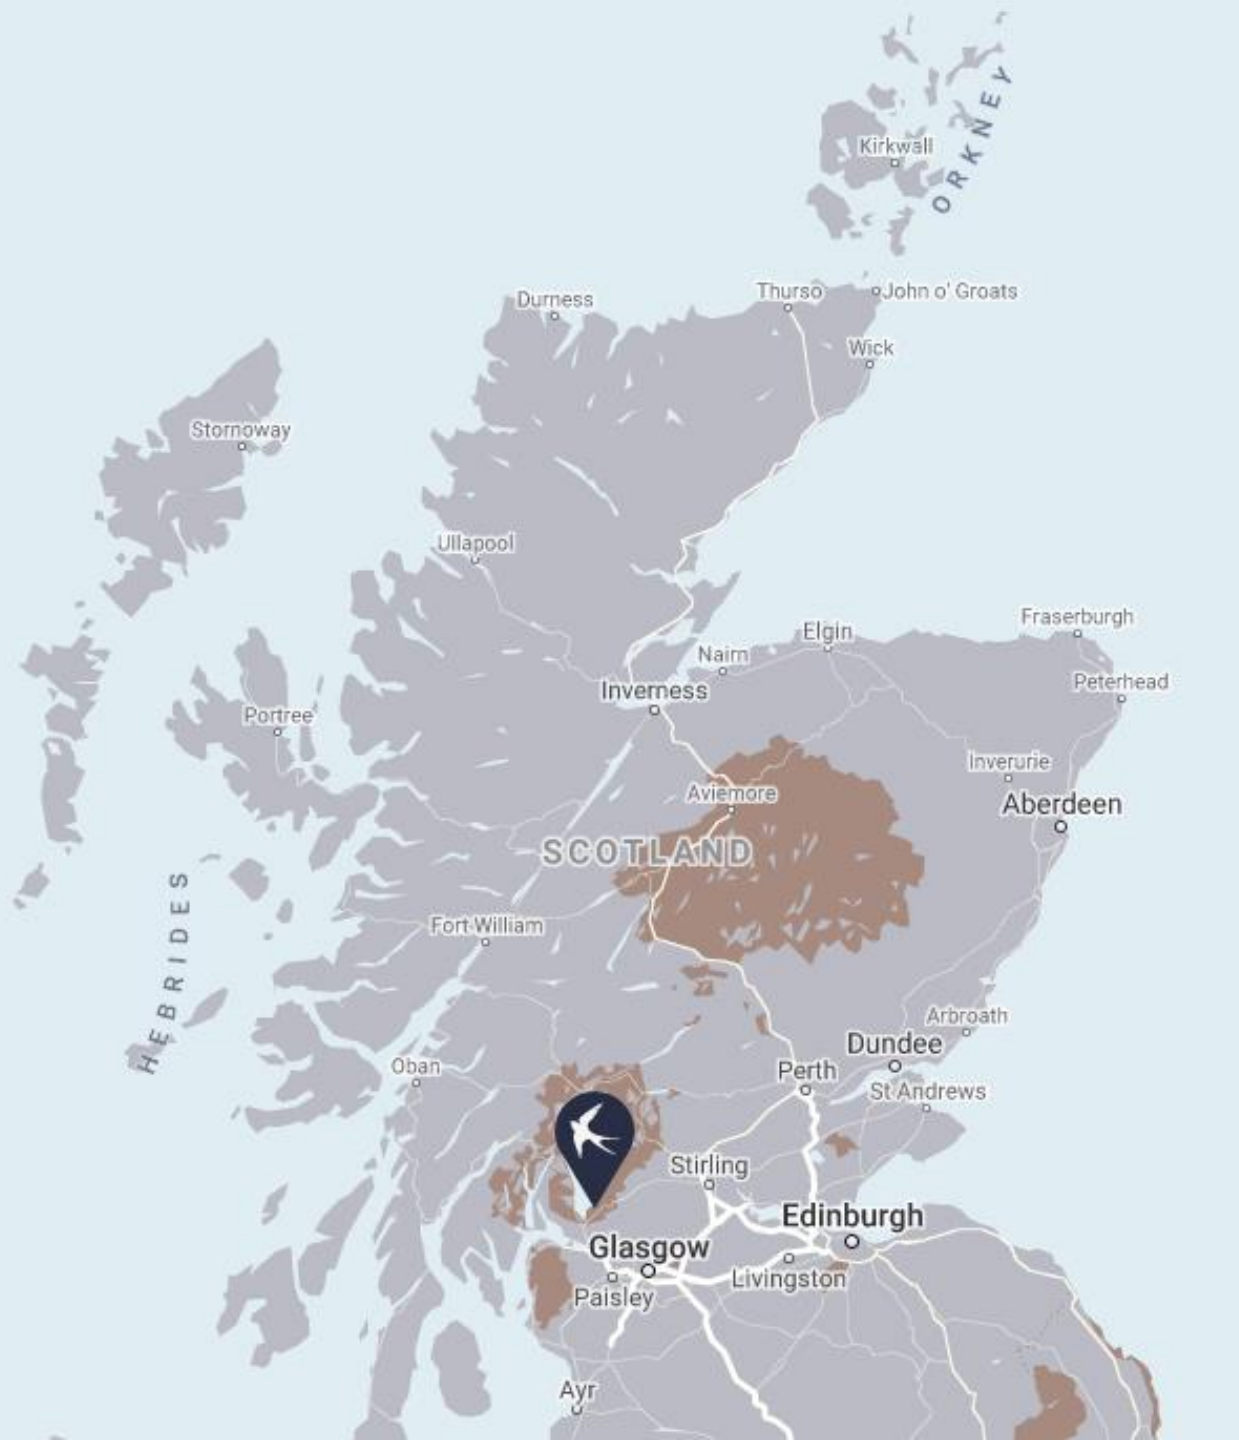 ORKNEY
Kirkwall
Durness
Thurso
John o' Groats
Wick
Stornoway
Ullapool
Fraserburgh
Elgin
Nairn
Peterhead
Inverness
Portree
Inverurie
Aviemore
Aberdeen
SCOTLAND
HEBRIDES
Fort William
Arbroath
Dundee
Oban
Perth
St Andrews
Stirling
Edinburgh
Glasgow
Livingston
Paisley
Ayr